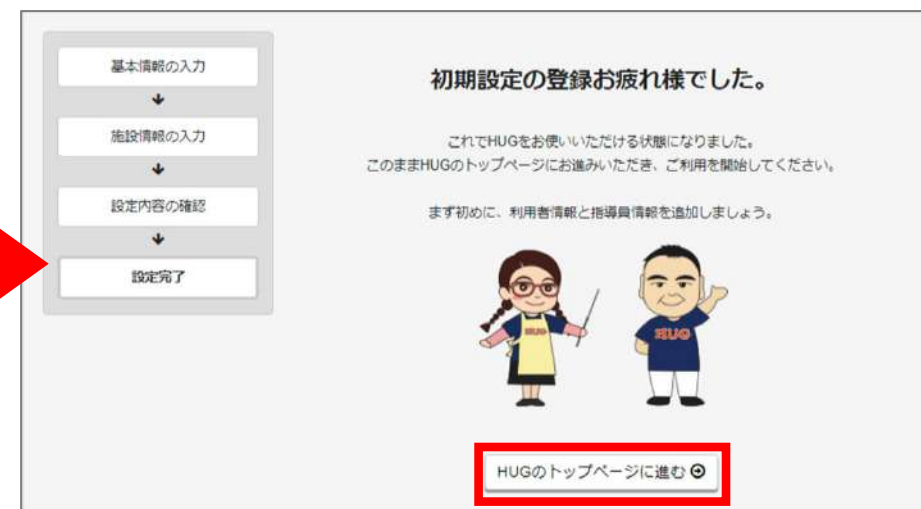 基本情報の入力
施設情報の入力
設定内容の確認
設定完了
初期設定の登録お疲れ様でした。
これでHUGをお使いいただける状態になりました。
このままHUGのトップページにお進みいただき、ご利用を開始してください。
まず初めに、利用者情報と指導員情報を追加しましょう。
HUG
HUG
HUGのトップページに進む